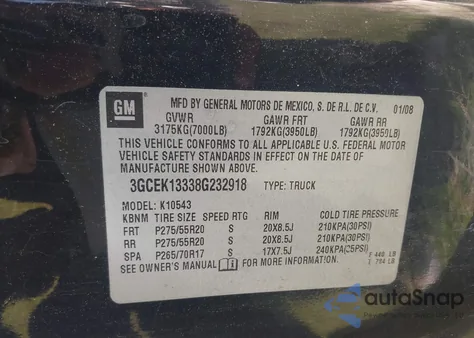 GM
MFD BY GENERAL MOTORS DE MEXICO, S. DE R.L. DE C.V. 01/08
GVWR GAWR FRT GAWR RR
3175KG(7000LB) 1792KG(3950LB) 1792KG(3950LB)
THIS VEHICLE CONFORMS TO ALL APPLICABLE U.S. FEDERAL MOTOR
VEHICLE SAFETY STANDARDS IN EFFECT ON THE DATE OF
MANUFACTURE SHOWN ABOVE.
3GCEK13338G232918 TYPE: TRUCK
MODEL: K10543
KBNM TIRE SIZE SPEED RTG RIM COLD TIRE PRESSURE
FRT P275/55R20 S 20X8.5J 210KPA(30PSI)
RR P275/55R20 S 20X8.5J 210KPA(30PSI)
SPA P265/70R17 S 17X7.5J 240KPA(35PSI)
SEE OWNER'S MANUAL FOR MORE INFORMATION.
F 440 LB
T 704 LB
autoSnap